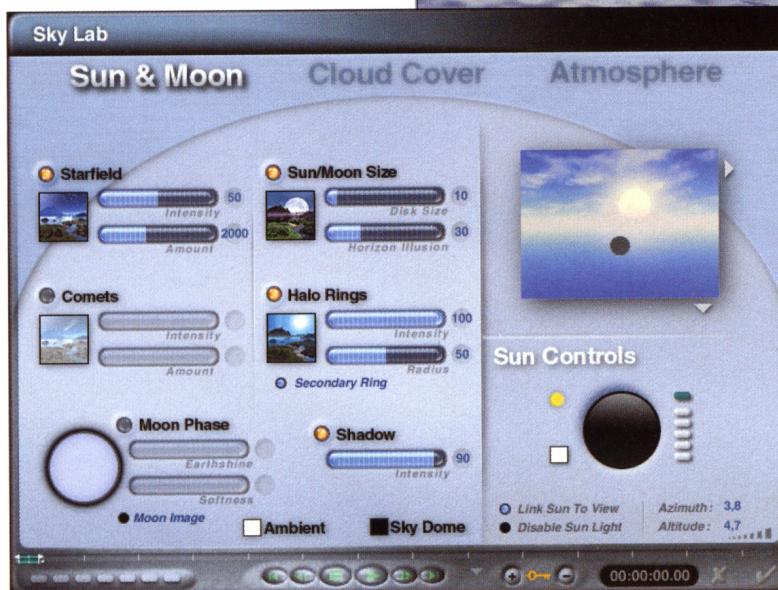 Sky Lab
Sun & Moon Cloud Cover Atmosphere
Starfield
50
Intensity
2000
Amount
Sun/Moon Size
10
Disk Size
30
Horizon Illusion
Comets
Intensity
Amount
Halo Rings
100
Intensity
50
Radius
Secondary Ring
Moon Phase
Earthshine
Softness
Moon Image
Shadow
90
Intensity
Ambient
Sky Dome
Sun Controls
Link Sun To View
Disable Sun Light
Azimuth: 3,8
Altitude: 4,7
00:00:00.00